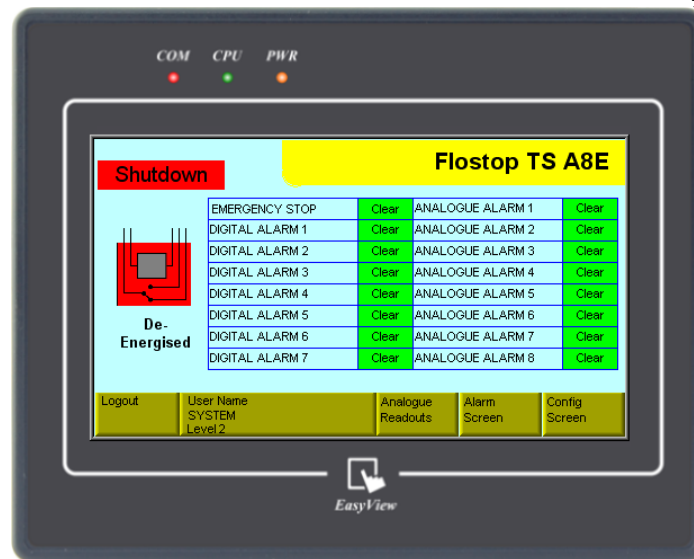 COM CPU PWR
Flostop TS A8E
Shutdown
EMERGENCY STOP Clear ANALOGUE ALARM 1 Clear
DIGITAL ALARM 1 Clear ANALOGUE ALARM 2 Clear
DIGITAL ALARM 2 Clear ANALOGUE ALARM 3 Clear
DIGITAL ALARM 3 Clear ANALOGUE ALARM 4 Clear
DIGITAL ALARM 4 Clear ANALOGUE ALARM 5 Clear
DIGITAL ALARM 5 Clear ANALOGUE ALARM 6 Clear
DIGITAL ALARM 6 Clear ANALOGUE ALARM 7 Clear
DIGITAL ALARM 7 Clear ANALOGUE ALARM 8 Clear
De-
Energised
Logout
User Name
SYSTEM
Level 2
Analogue
Readouts
Alarm
Screen
Config
Screen
EasyView